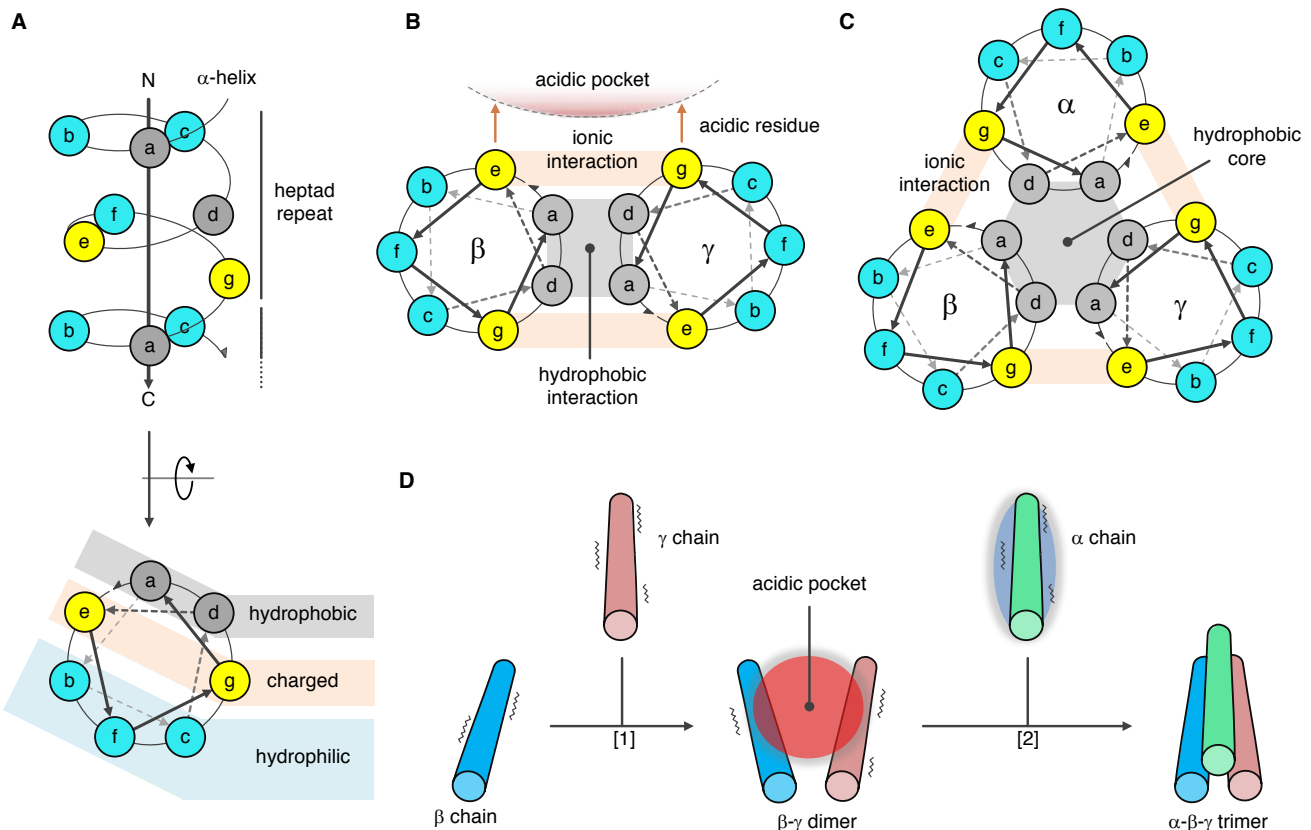 A
N
α-helix
b
c
a
f
d
e
g
b
c
a
C
heptad
repeat
a
d
e
hydrophobic
b
g
charged
f
c
hydrophilic
B
acidic pocket
ionic
interaction
acidic residue
e
g
b
a
d
c
f
β
γ
f
d
a
c
b
g
e
hydrophobic
interaction
C
f
c
b
α
g
e
d
a
hydrophobic
core
ionic
interaction
e
a
d
g
b
c
β
d
a
γ
f
f
g
e
c
b
D
γ chain
α chain
acidic pocket
[1]
[2]
β chain
β-γ dimer
α-β-γ trimer